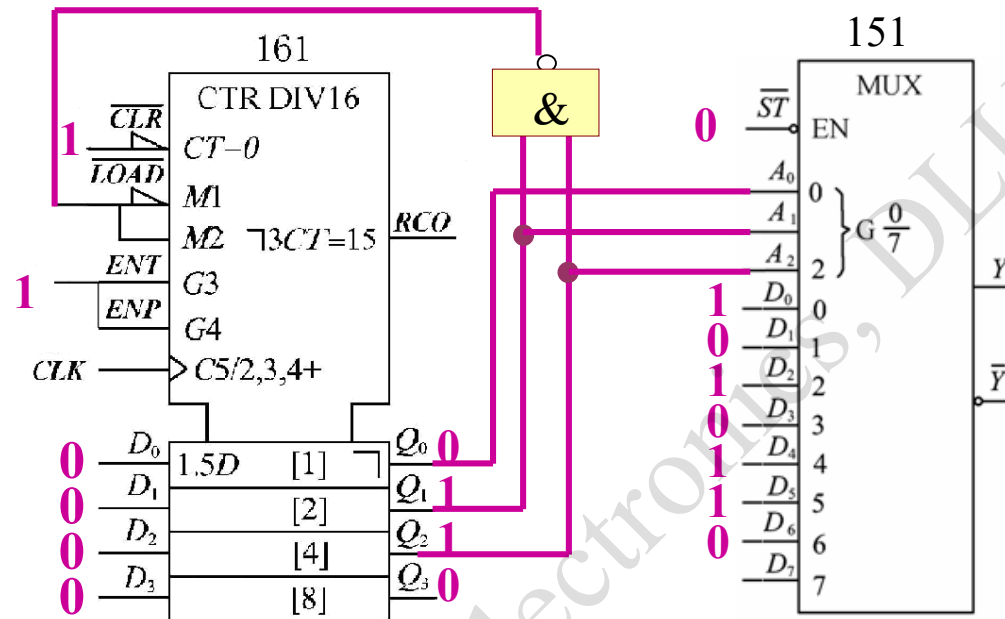 161
CTR DIV16
CLR
1
CT-0
LOAD
M1
M2
⅂3CT=15
RCO
ENT
1
G3
ENP
G4
CLK
C5/2,3,4+
0 D₀ 1.5D [1] Q₀ 0
0 D₁ [2] Q₁ 1
0 D₂ [4] Q₂ 1
0 D₃ [8] Q₃ 0
&
151
MUX
0 ST EN
A₀ 0
A₁ G 0/7
A₂ 2
1 D₀ 0
0 D₁ 1
1 D₂ 2
0 D₃ 3
1 D₄ 4
1 D₅ 5
0 D₆ 6
D₇ 7
Y
Y
lectronics, DL